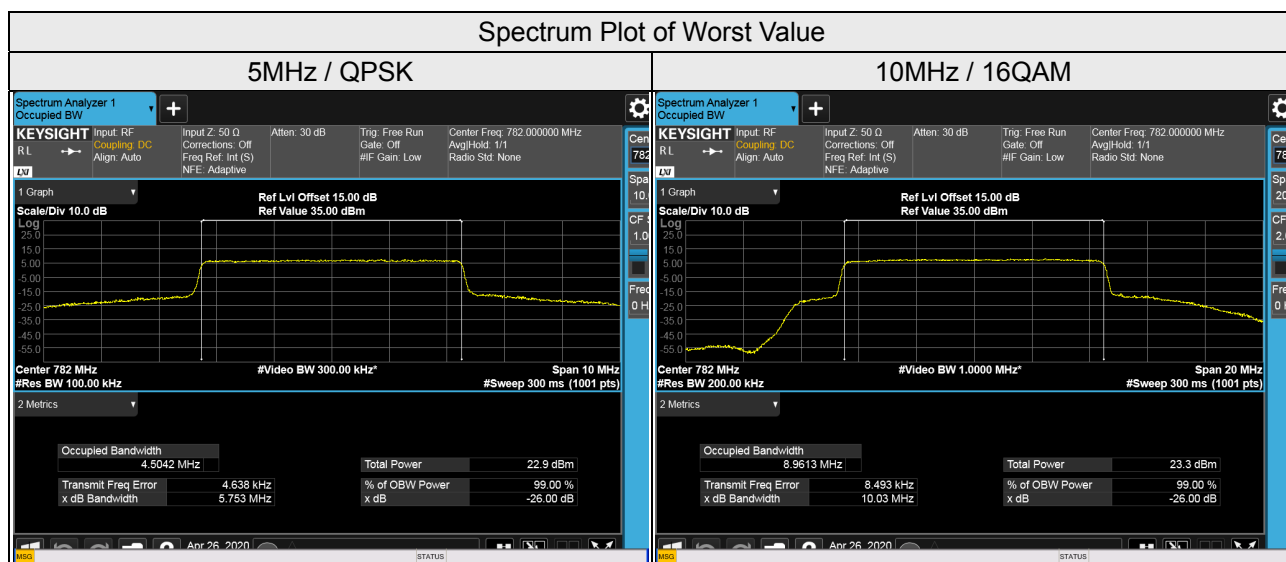 Spectrum Plot of Worst Value
5MHz / QPSK
10MHz / 16QAM
Spectrum Analyzer 1
Occupied BW
+
KEYSIGHT
RL
LXI
Input: RF
Coupling: DC
Align: Auto
Input Z: 50 Ω
Corrections: Off
Freq Ref: Int (S)
NFE: Adaptive
Atten: 30 dB
Trig: Free Run
Gate: Off
#IF Gain: Low
Center Freq: 782.000000 MHz
Avg|Hold: 1/1
Radio Std: None
1 Graph
Scale/Div 10.0 dB
Ref Lvl Offset 15.00 dB
Ref Value 35.00 dBm
Log
25.0
15.0
5.00
-5.00
-15.0
-25.0
-35.0
-45.0
-55.0
Center 782 MHz
#Video BW 300.00 kHz*
Span 10 MHz
#Res BW 100.00 kHz
#Sweep 300 ms (1001 pts)
2 Metrics
Occupied Bandwidth
4.5042 MHz
Total Power 22.9 dBm
Transmit Freq Error 4.638 kHz
% of OBW Power 99.00 %
x dB Bandwidth 5.753 MHz
x dB -26.00 dB
Apr 26, 2020
MSG
STATUS
Spectrum Analyzer 1
Occupied BW
+
KEYSIGHT
RL
LXI
Input: RF
Coupling: DC
Align: Auto
Input Z: 50 Ω
Corrections: Off
Freq Ref: Int (S)
NFE: Adaptive
Atten: 30 dB
Trig: Free Run
Gate: Off
#IF Gain: Low
Center Freq: 782.000000 MHz
Avg|Hold: 1/1
Radio Std: None
1 Graph
Scale/Div 10.0 dB
Ref Lvl Offset 15.00 dB
Ref Value 35.00 dBm
Log
25.0
15.0
5.00
-5.00
-15.0
-25.0
-35.0
-45.0
-55.0
Center 782 MHz
#Video BW 1.0000 MHz*
Span 20 MHz
#Res BW 200.00 kHz
#Sweep 300 ms (1001 pts)
2 Metrics
Occupied Bandwidth
8.9613 MHz
Total Power 23.3 dBm
Transmit Freq Error 8.493 kHz
% of OBW Power 99.00 %
x dB Bandwidth 10.03 MHz
x dB -26.00 dB
Apr 26, 2020
MSG
STATUS